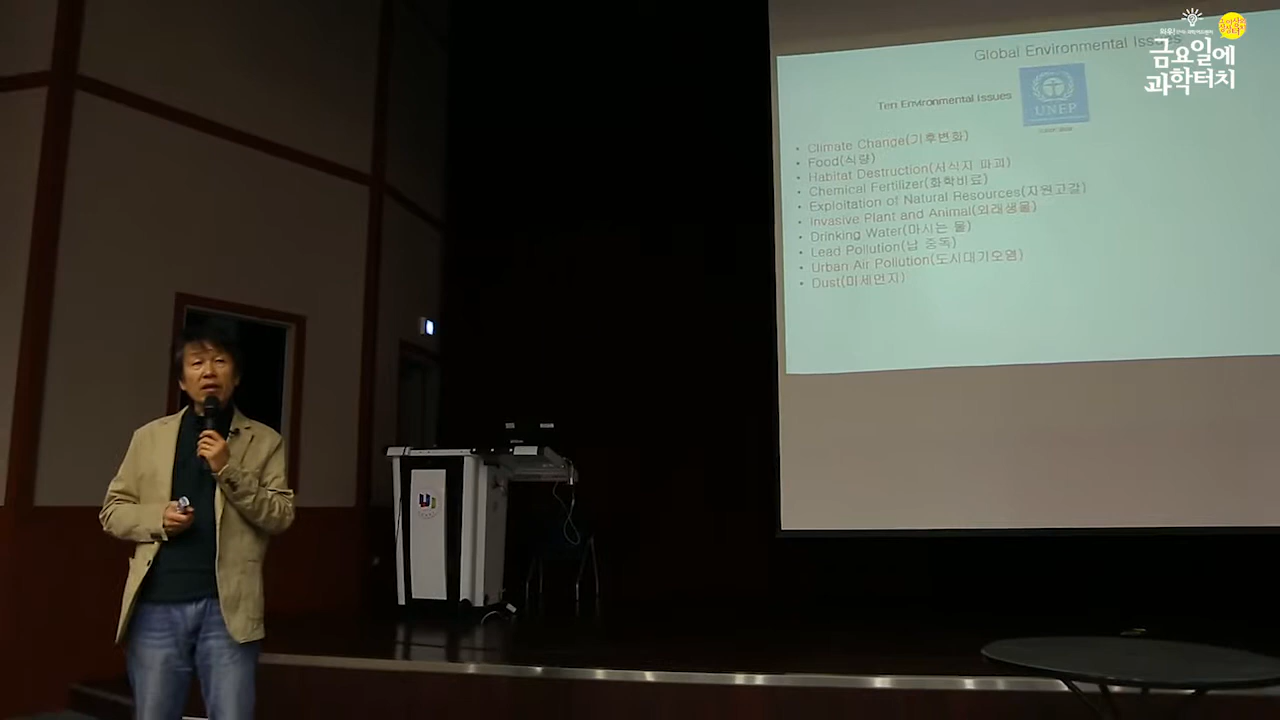 Global Environmental Issues
금요일에
과학터치
Ten Environmental Issues
UNEP
• Climate Change(기후변화)
• Food(식량)
• Habitat Destruction(서식지 파괴)
• Chemical Fertilizer(화학비료)
• Exploitation of Natural Resources(자원고갈)
• Invasive Plant and Animal(외래생물)
• Drinking Water(마시는 물)
• Lead Pollution(납 중독)
• Urban Air Pollution(도시대기오염)
• Dust(미세먼지)